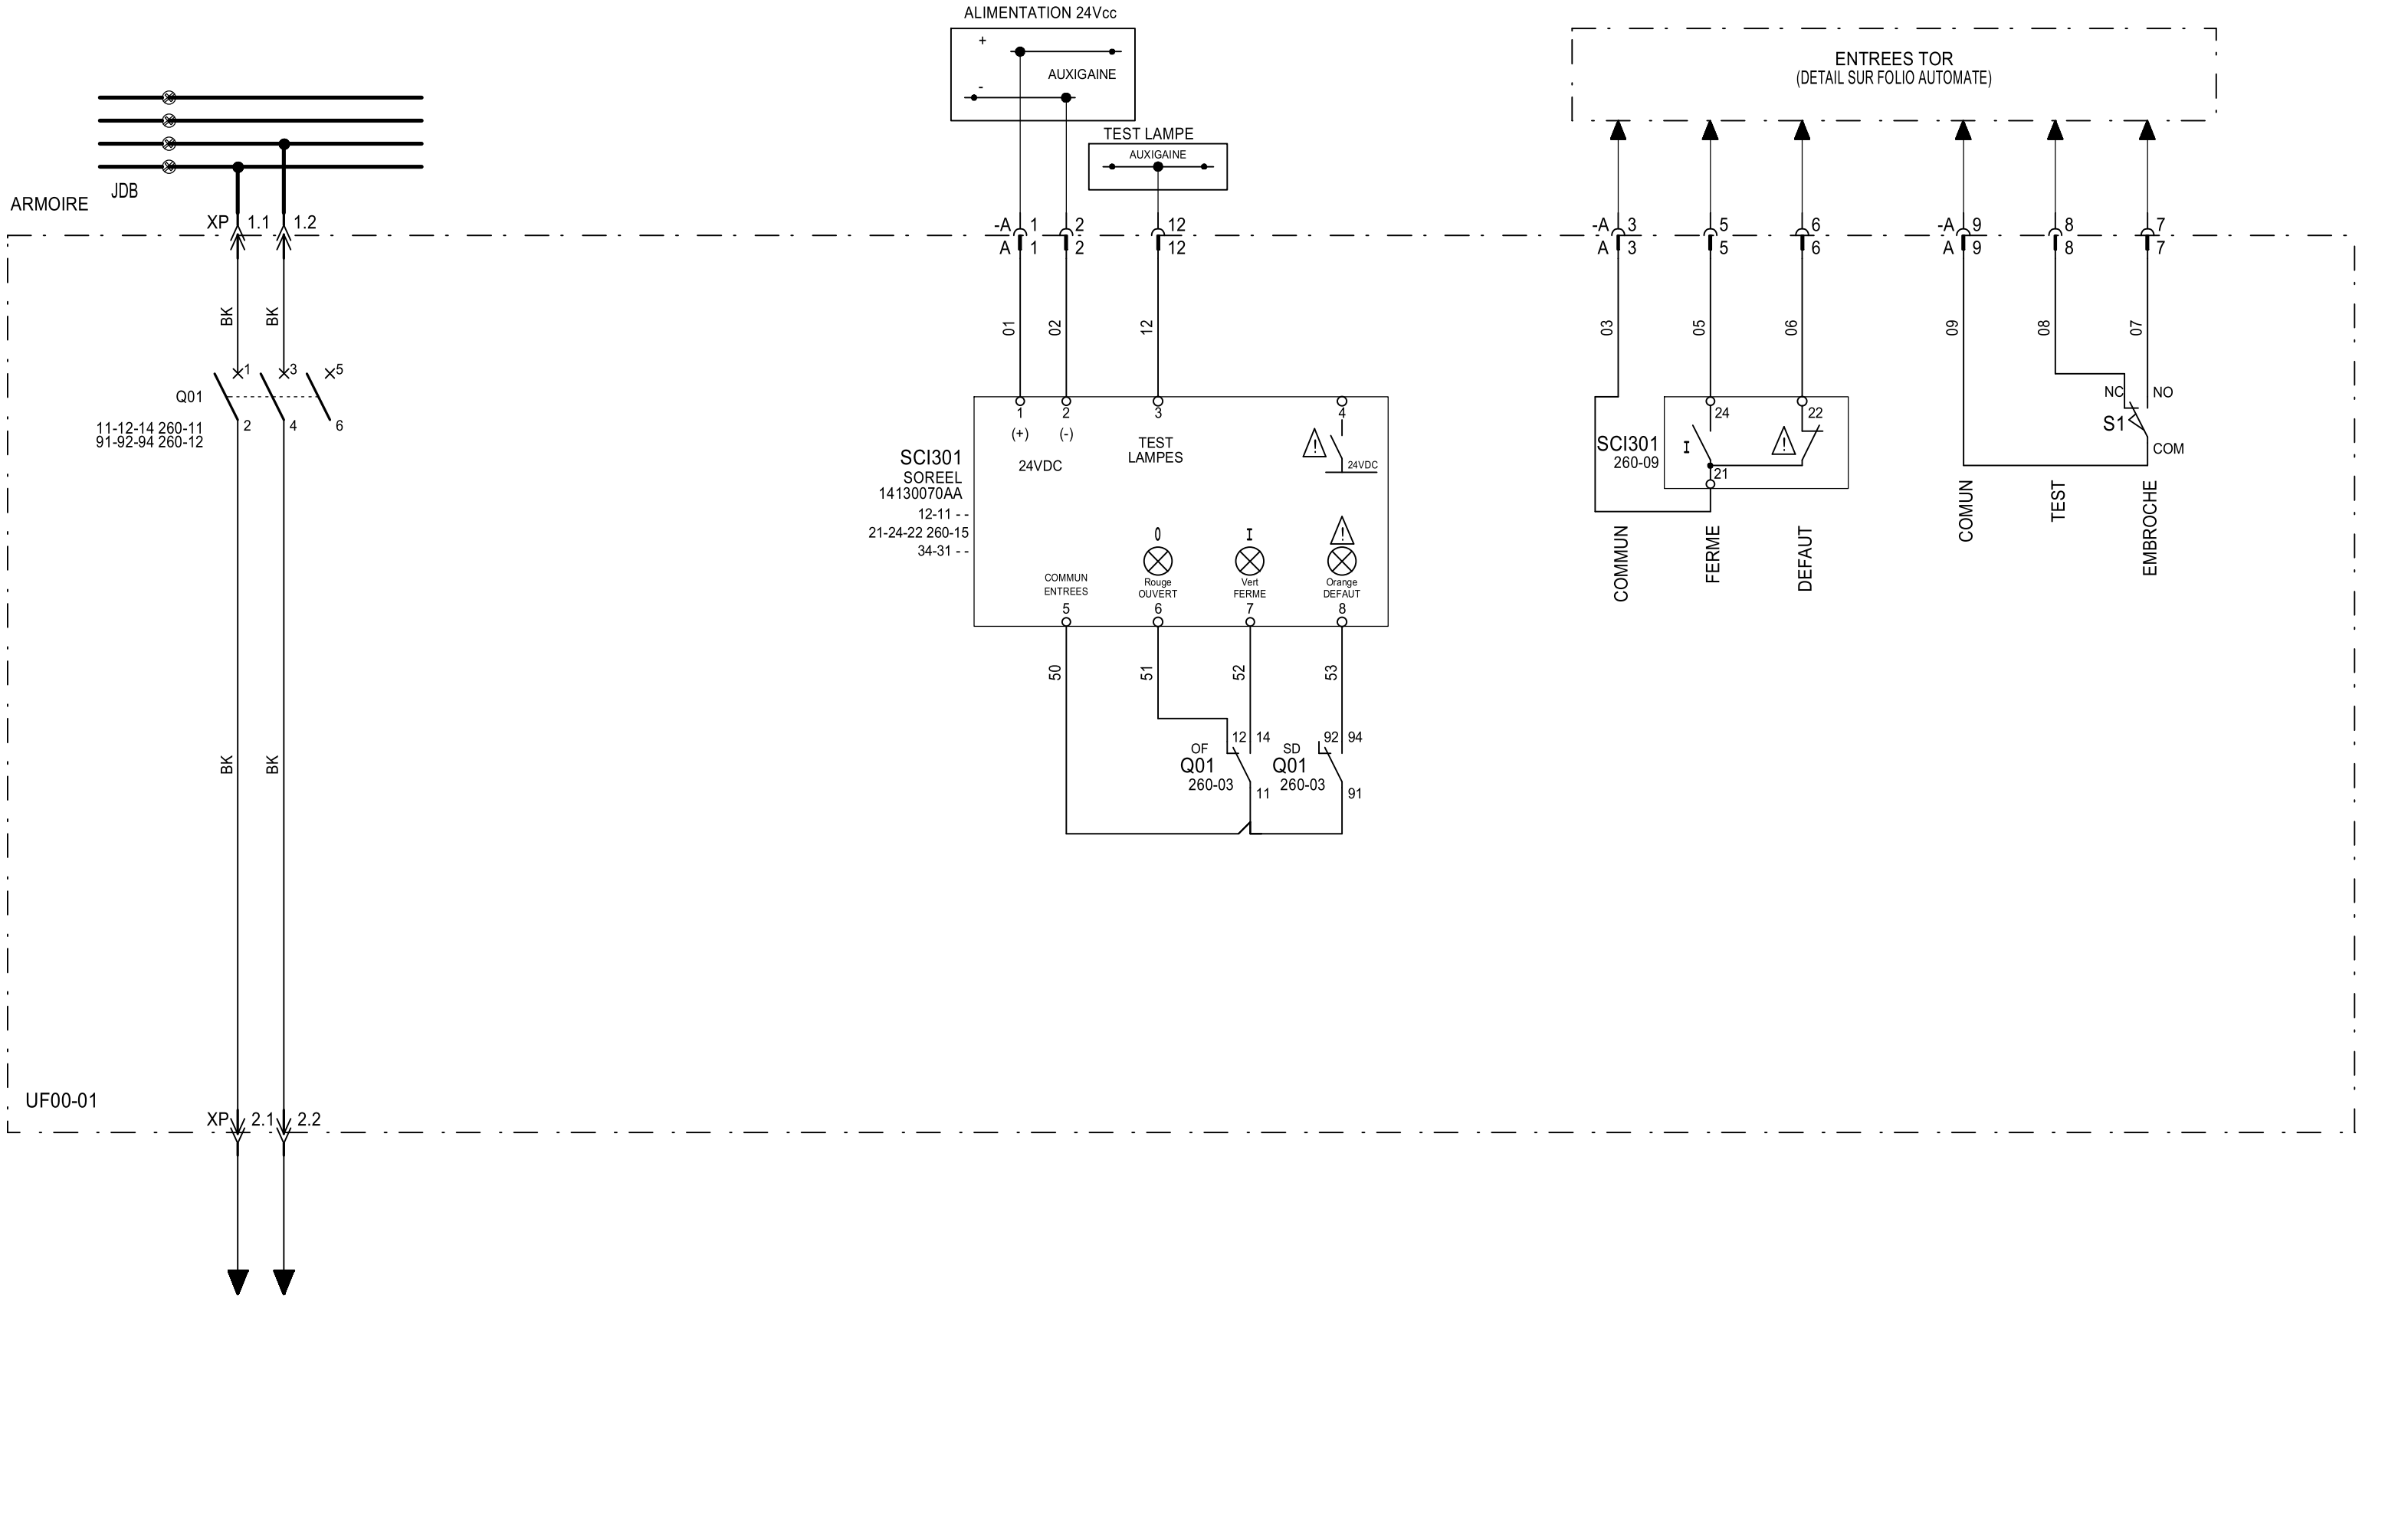 ALIMENTATION 24Vcc
+
AUXIGAINE
-
TEST LAMPE
AUXIGAINE
ENTREES TOR
(DETAIL SUR FOLIO AUTOMATE)
JDB
ARMOIRE
XP 1.1 1.2
-A 1 2 12
A 1 2 12
-A 3 5 6
A 3 5 6
-A 9 8 7
A 9 8 7
BK BK
01 02 12
03 05 06
09 08 07
1 3 5
Q01
2 4 6
11-12-14 260-11
91-92-94 260-12
1 2 3 4
(+) (-)
24VDC
TEST
LAMPES
24VDC
SCI301
SOREEL
14130070AA
12-11 - -
21-24-22 260-15
34-31 - -
0 I
COMMUN
ENTREES
Rouge
OUVERT
Vert
FERME
Orange
DEFAUT
5 6 7 8
24 22
I
SCI301
260-09
21
NC NO
S1
COM
COMMUN
FERME
DEFAUT
COMUN
TEST
EMBROCHE
50 51 52 53
OF
Q01
260-03
12 14
11
SD
Q01
260-03
92 94
91
BK BK
UF00-01
XP 2.1 2.2